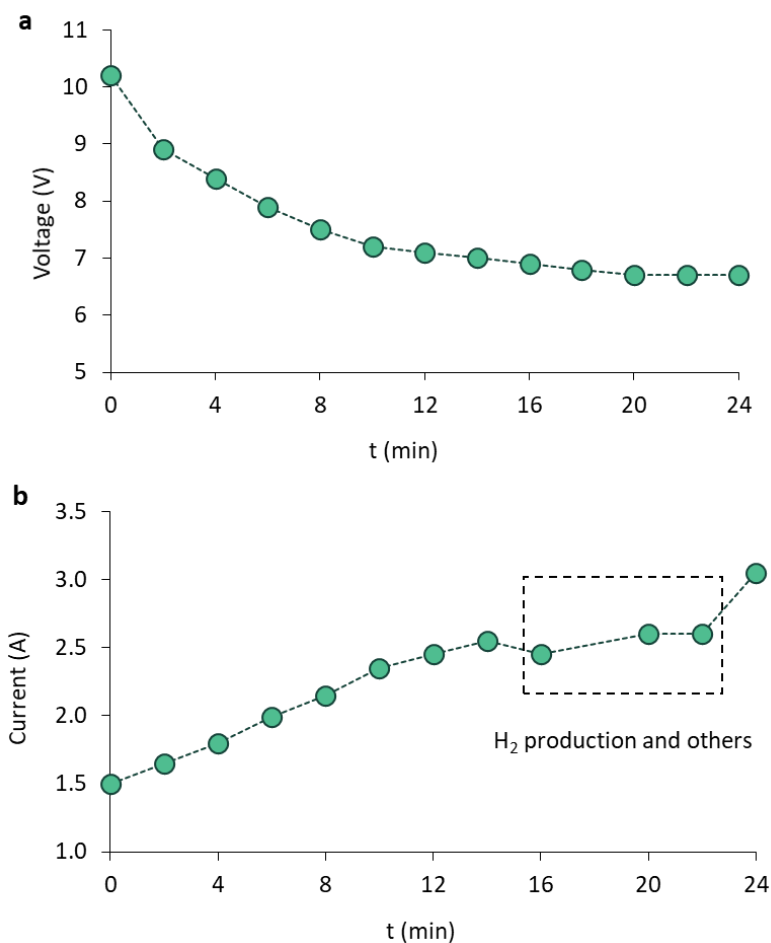 a
11
10
9
8
7
6
5
Voltage (V)
0 4 8 12 16 20 24
t (min)
b
3.5
3.0
2.5
2.0
1.5
1.0
Current (A)
H₂ production and others
0 4 8 12 16 20 24
t (min)